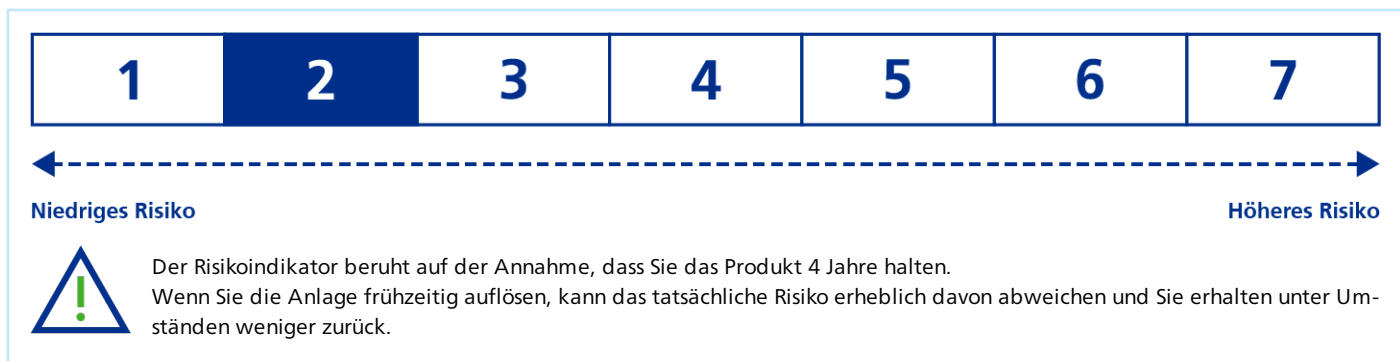 1 2 3 4 5 6 7
Niedriges Risiko Höheres Risiko
Der Risikoindikator beruht auf der Annahme, dass Sie das Produkt 4 Jahre halten.
Wenn Sie die Anlage frühzeitig auflösen, kann das tatsächliche Risiko erheblich davon abweichen und Sie erhalten unter Um-
ständen weniger zurück.